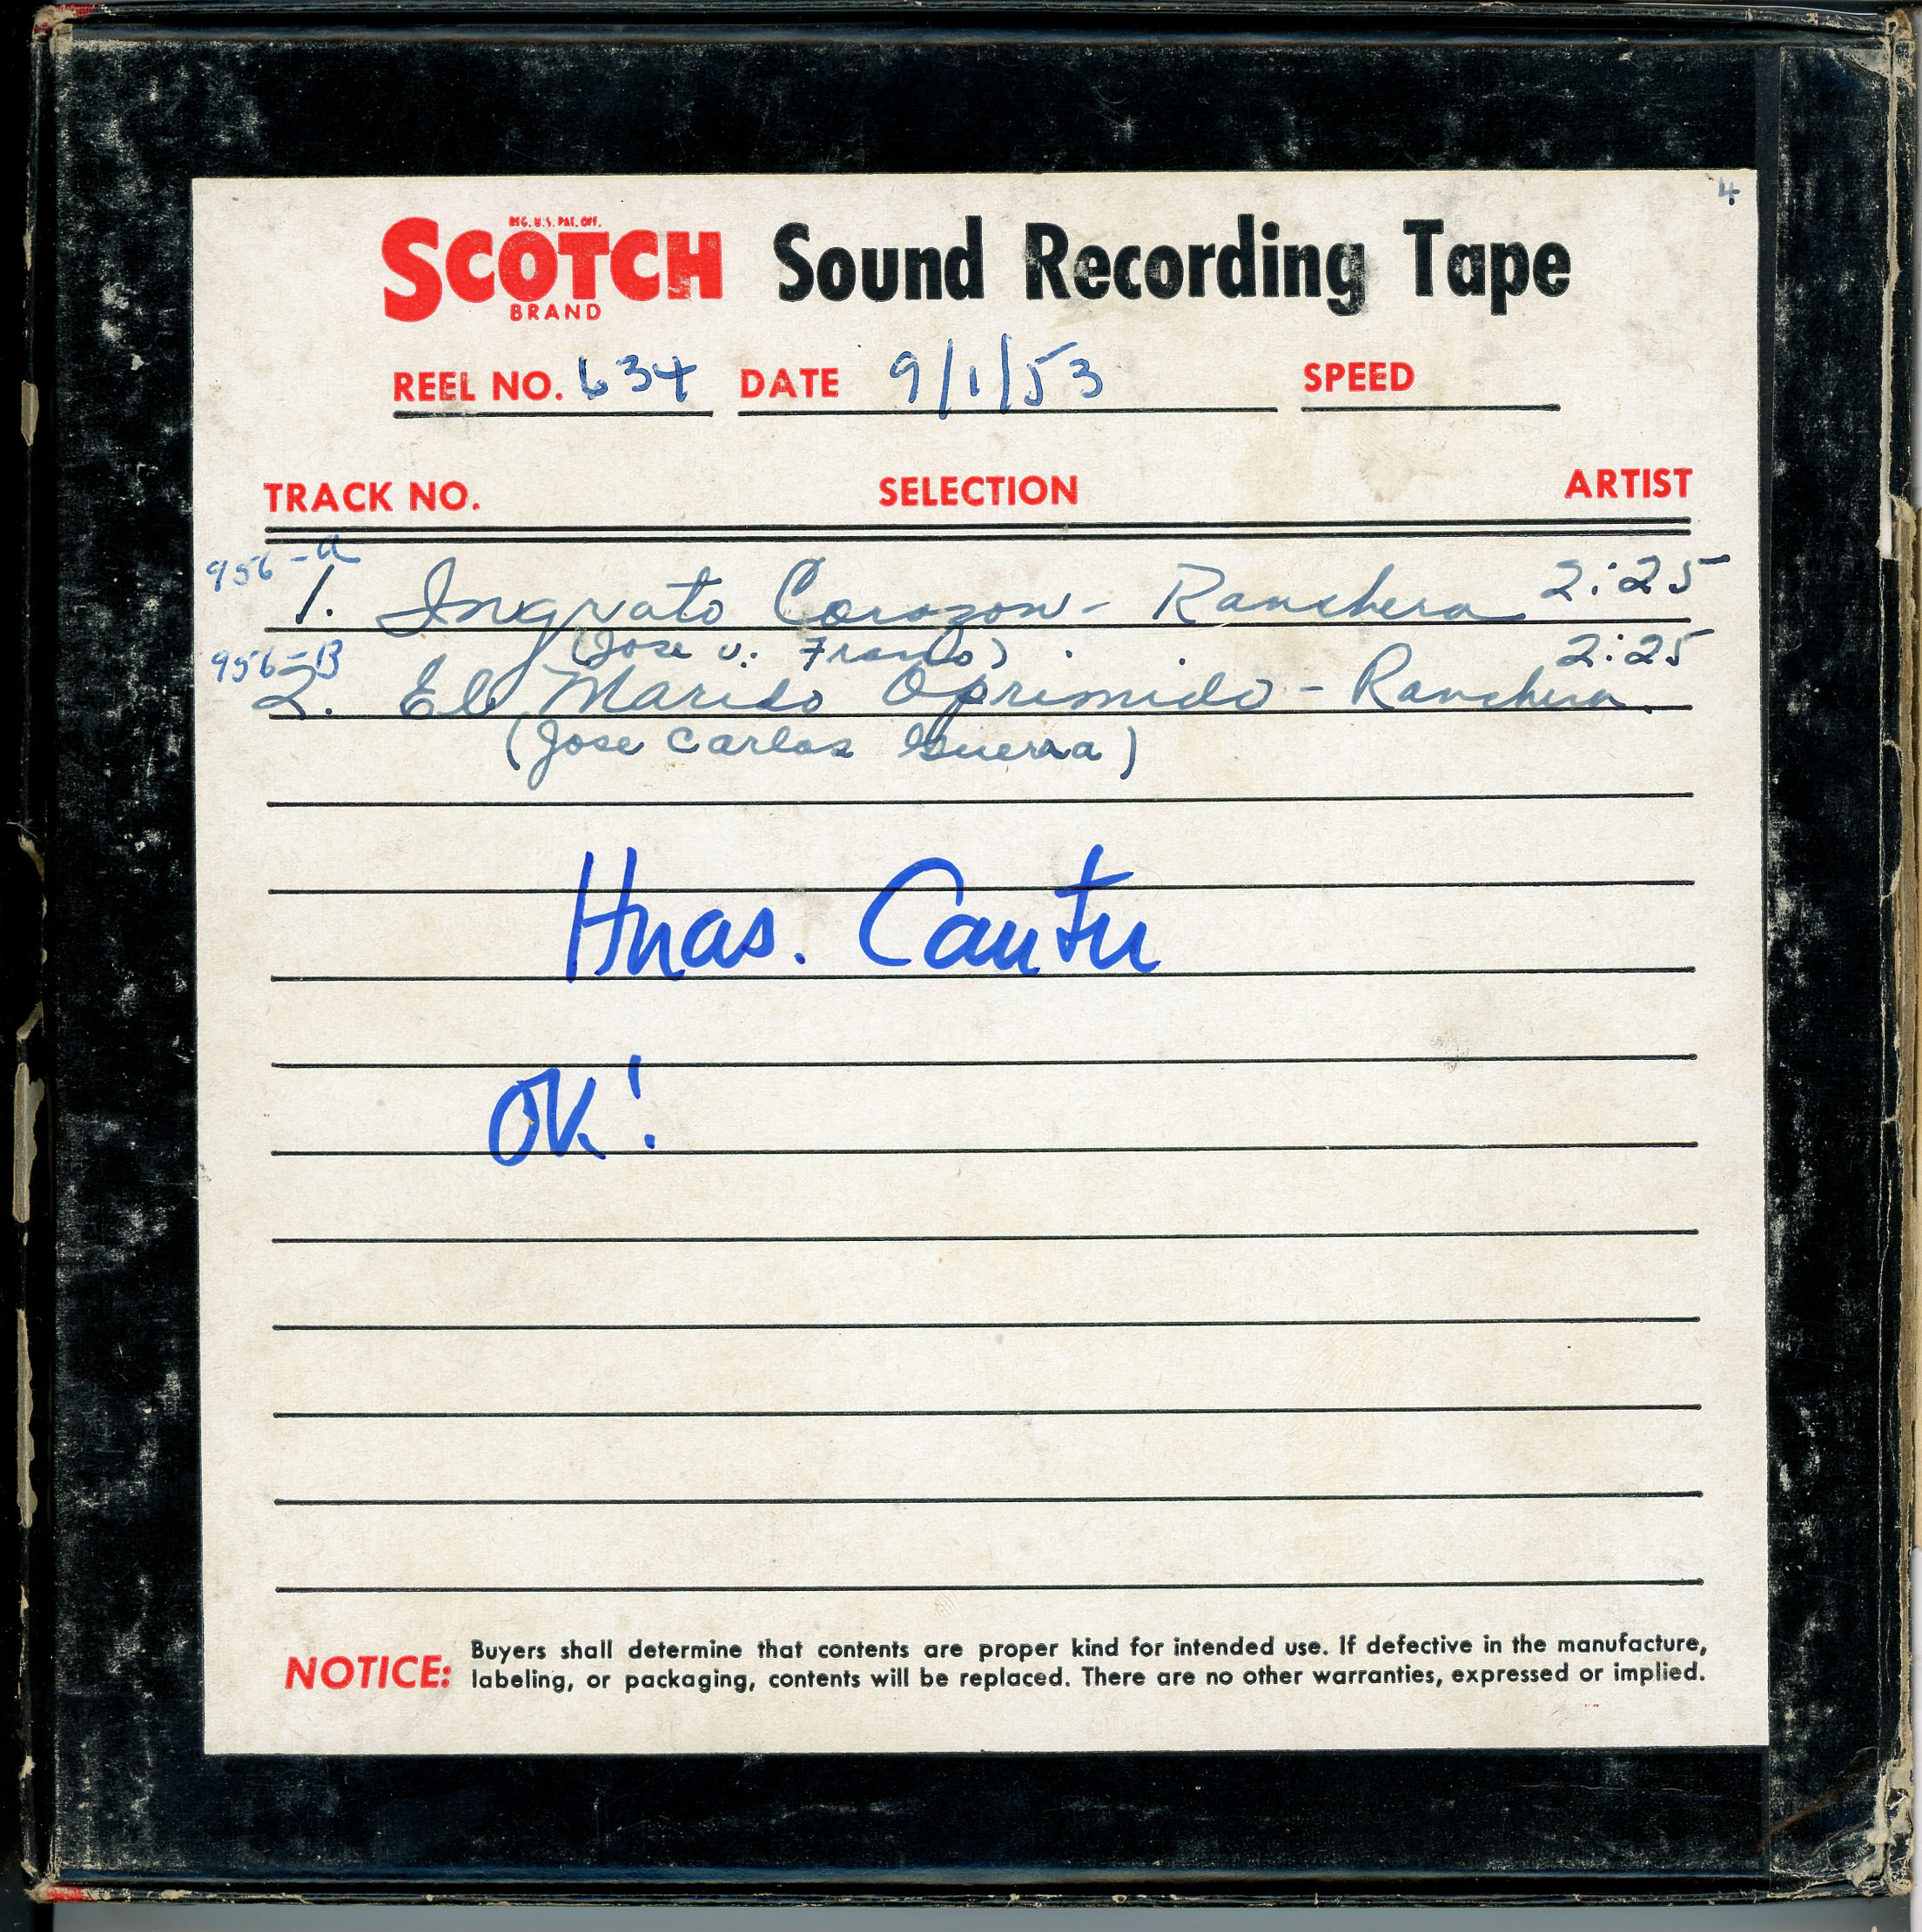 4
REG. U.S. PAT. OFF.
SCOTCH Sound Recording Tape
BRAND
REEL NO. 634 DATE 9/1/53 SPEED
TRACK NO. SELECTION ARTIST
956-a
1. Ingrato Corazon - Ranchera 2:25
(Jose v. Franco) 2:25
956-B
2. El Marido Oprimido - Ranchera.
(Jose Carlos Guerra)
Hnas. Cantu
OK!
NOTICE: Buyers shall determine that contents are proper kind for intended use. If defective in the manufacture,
labeling, or packaging, contents will be replaced. There are no other warranties, expressed or implied.